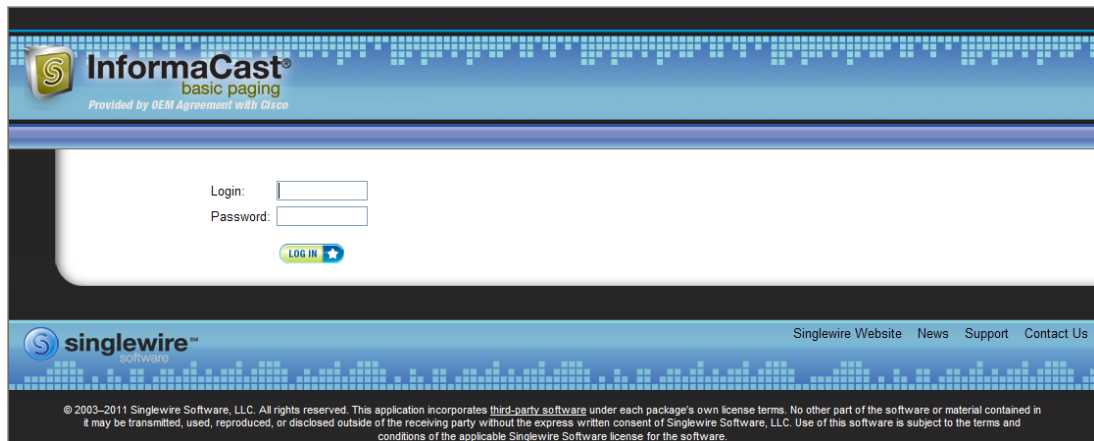 InformaCast®
basic paging
Provided by OEM Agreement with Cisco
Login:
Password:
LOG IN
singlewire℠
software
Singlewire Website News Support Contact Us
© 2003–2011 Singlewire Software, LLC. All rights reserved. This application incorporates third-party software under each package's own license terms. No other part of the software or material contained in
it may be transmitted, used, reproduced, or disclosed outside of the receiving party without the express written consent of Singlewire Software, LLC. Use of this software is subject to the terms and
conditions of the applicable Singlewire Software license for the software.